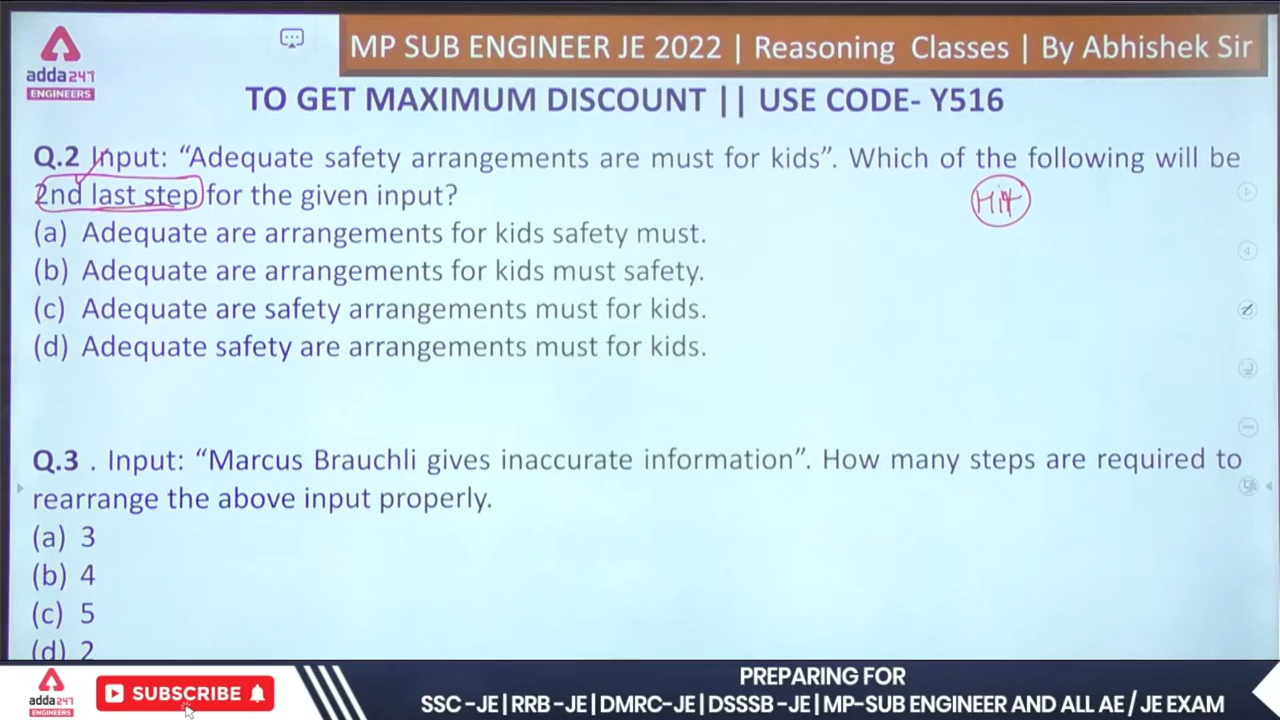 adda247
ENGINEERS
MP SUB ENGINEER JE 2022 | Reasoning Classes | By Abhishek Sir
TO GET MAXIMUM DISCOUNT || USE CODE- Y516
Q.2 Input: “Adequate safety arrangements are must for kids”. Which of the following will be
2nd last step for the given input?
(a) Adequate are arrangements for kids safety must.
(b) Adequate are arrangements for kids must safety.
(c) Adequate are safety arrangements must for kids.
(d) Adequate safety are arrangements must for kids.
Q.3 . Input: “Marcus Brauchli gives inaccurate information”. How many steps are required to
rearrange the above input properly.
(a) 3
(b) 4
(c) 5
(d) 2
adda247
ENGINEERS
SUBSCRIBE
PREPARING FOR
SSC -JE | RRB -JE | DMRC-JE | DSSSB -JE | MP-SUB ENGINEER AND ALL AE / JE EXAM